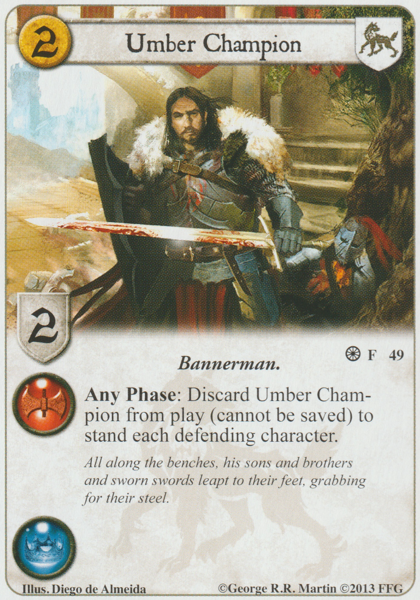 2
Umber Champion
2
Bannerman.
F 49
Any Phase: Discard Umber Cham-
pion from play (cannot be saved) to
stand each defending character.
All along the benches, his sons and brothers
and sworn swords leapt to their feet, grabbing
for their steel.
Illus. Diego de Almeida
©George R.R. Martin ©2013 FFG